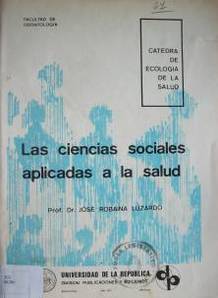 FACULTAD DE
ODONTOLOGIA
CATEDRA
DE
ECOLOGIA
DE LA
SALUD
Las ciencias sociales
aplicadas a la salud
Prof. Dr. JOSE ROBAINA LUZARDO
UNIVERSIDAD DE LA REPUBLICA
DIVISION PUBLICACIONES Y EDICIONES